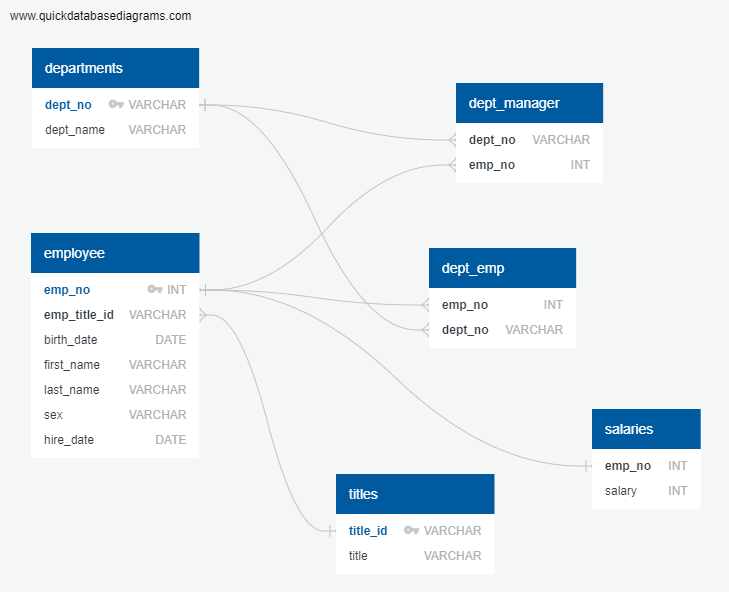 www.quickdatabasediagrams.com
departments
dept_no VARCHAR
dept_name VARCHAR
dept_manager
dept_no VARCHAR
emp_no INT
employee
emp_no INT
emp_title_id VARCHAR
birth_date DATE
first_name VARCHAR
last_name VARCHAR
sex VARCHAR
hire_date DATE
dept_emp
emp_no INT
dept_no VARCHAR
salaries
emp_no INT
salary INT
titles
title_id VARCHAR
title VARCHAR